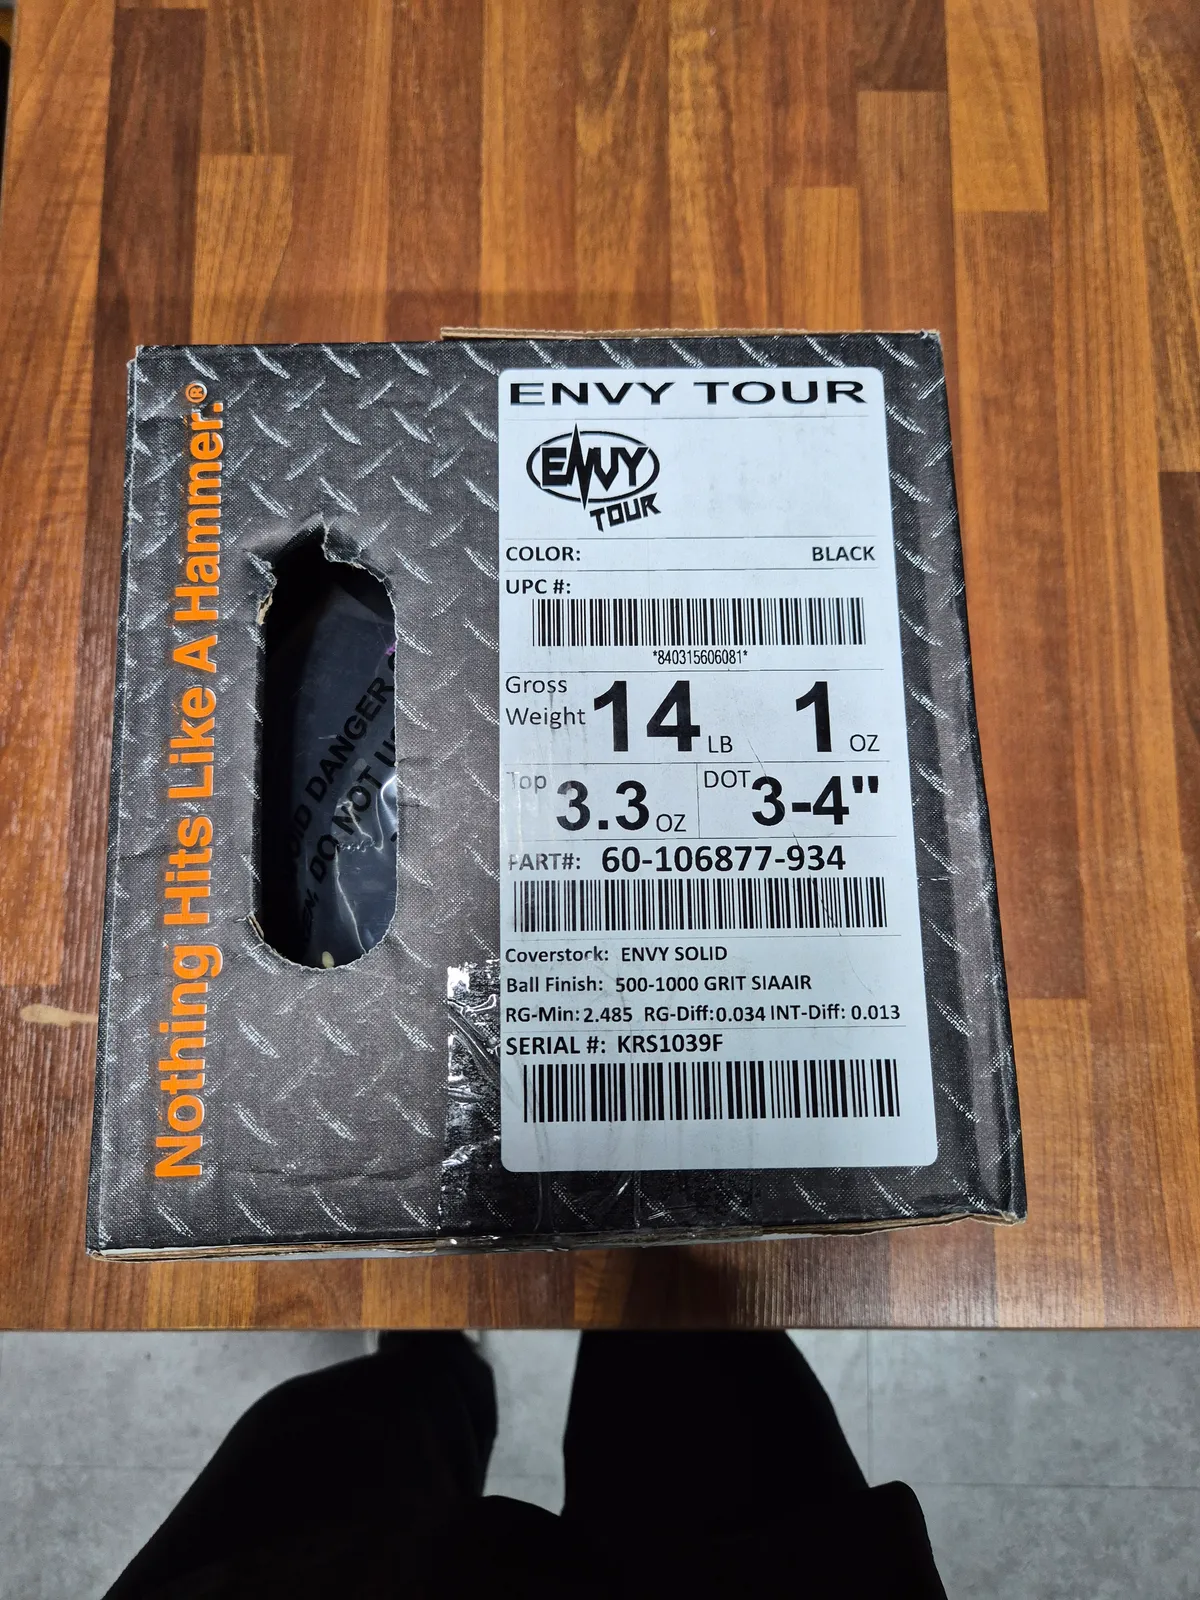 Nothing Hits Like A Hammer.®
DANGER
DO NOT
ENVY TOUR
ENVY
TOUR
COLOR: BLACK
UPC #:
*840315606081*
Gross
Weight 14 LB 1 OZ
Top 3.3 OZ DOT 3-4"
PART#: 60-106877-934
Coverstock: ENVY SOLID
Ball Finish: 500-1000 GRIT SIAAIR
RG-Min: 2.485 RG-Diff: 0.034 INT-Diff: 0.013
SERIAL #: KRS1039F